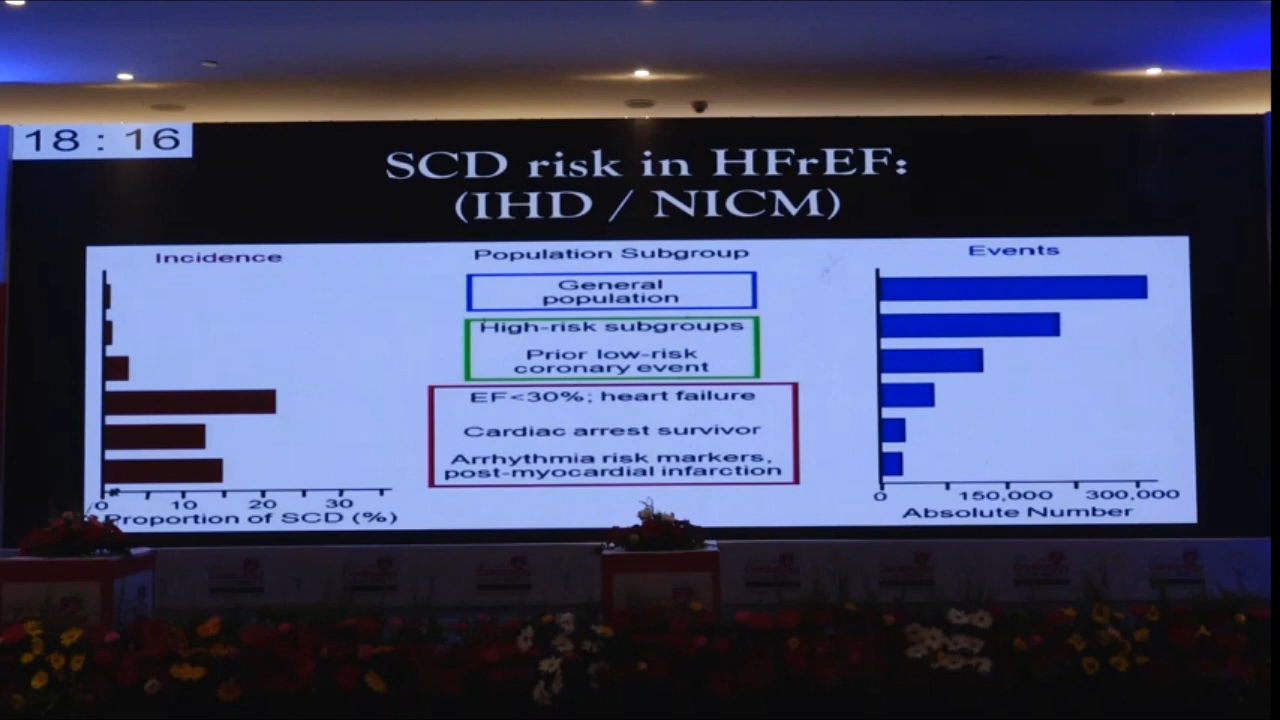 18 : 16
SCD risk in HFrEF:
(IHD / NICM)
Incidence
Population Subgroup
Events
General
population
High-risk subgroups
Prior low-risk
coronary event
EF<30%; heart failure
Cardiac arrest survivor
Arrhythmia risk markers,
post-myocardial infarction
0 10 20 30
Proportion of SCD (%)
0 150,000 300,000
Absolute Number